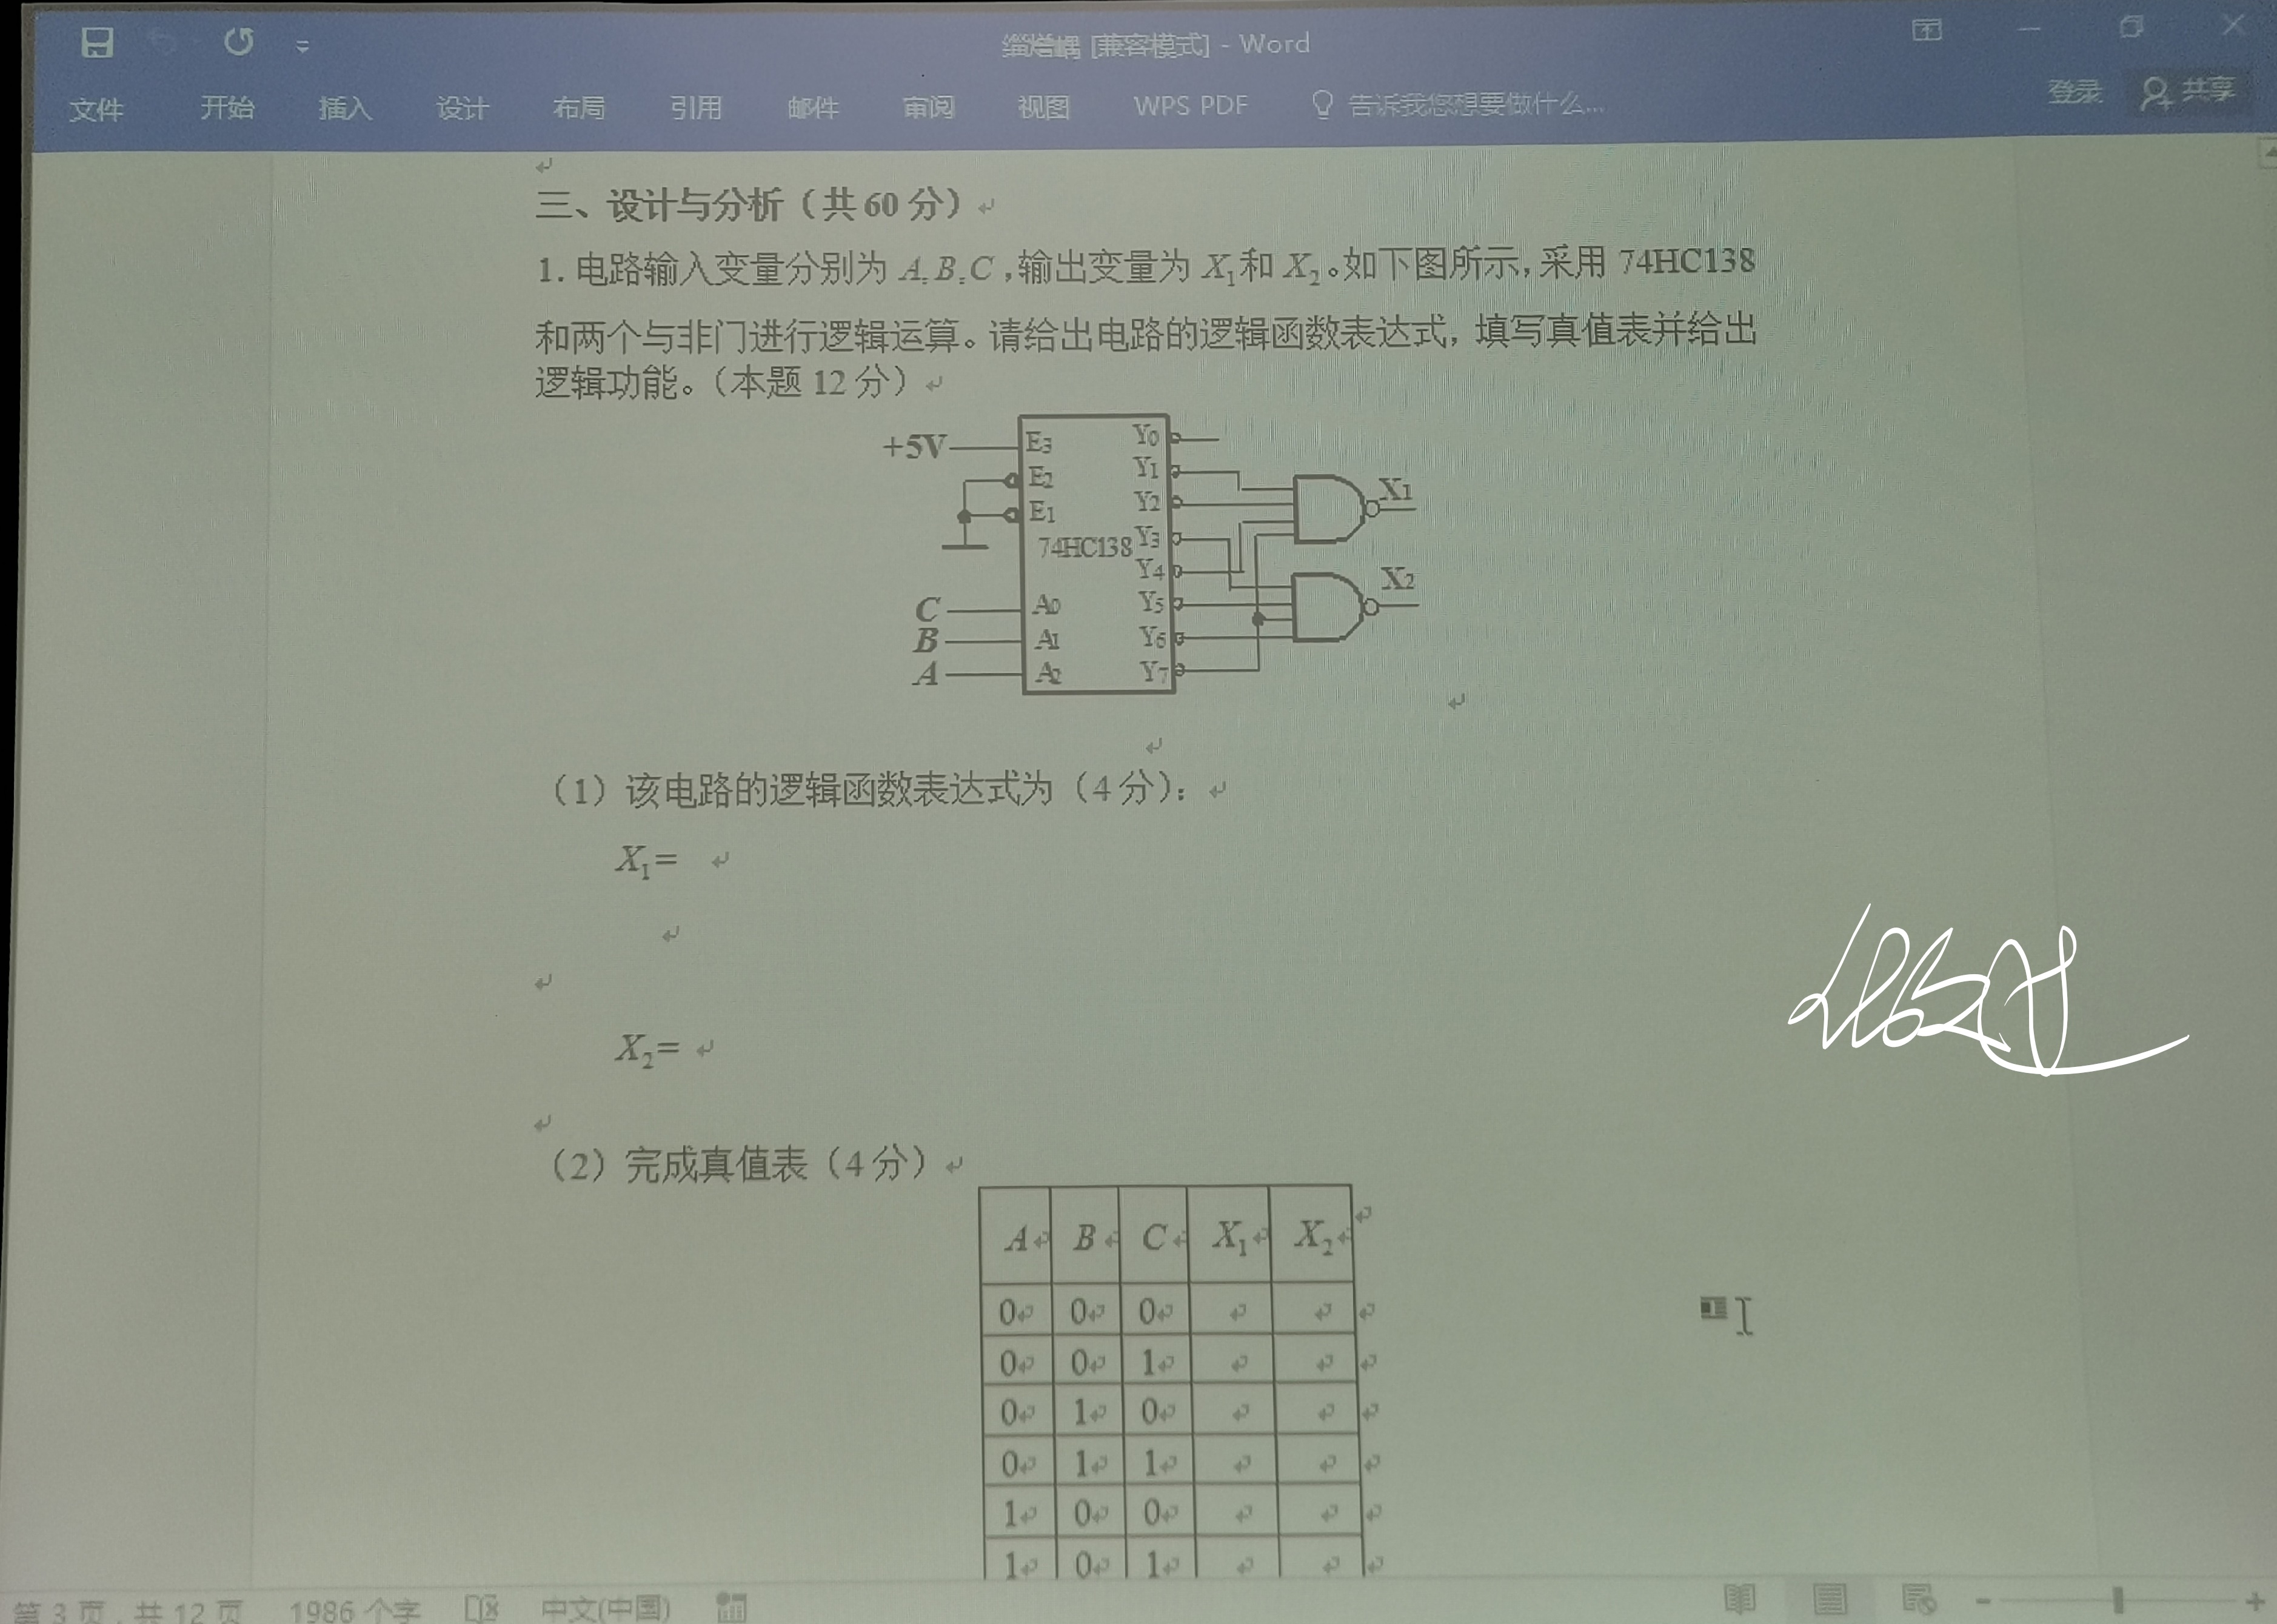 [兼容模式] - Word
文件 开始 插入 设计 布局 引用 邮件 审阅 视图 WPS PDF 告诉我您想要做什么... 登录 共享
三、设计与分析（共 60 分）
1. 电路输入变量分别为 A、B、C ,输出变量为 X₁和 X₂。如下图所示, 采用 74HC138
和两个与非门进行逻辑运算。请给出电路的逻辑函数表达式, 填写真值表并给出
逻辑功能。（本题 12 分）
+5V E3 Y0
E2 Y1 X1
E1 Y2
74HC138 Y3
Y4 X2
C A0 Y5
B A1 Y6
A A2 Y7
（1）该电路的逻辑函数表达式为（4 分）：
X₁=
X₂=
（2）完成真值表（4 分）
A B C X₁ X₂
0 0 0
0 0 1
0 1 0
0 1 1
1 0 0
1 0 1
第 3 页，共 12 页 1986 个字 中文(中国)